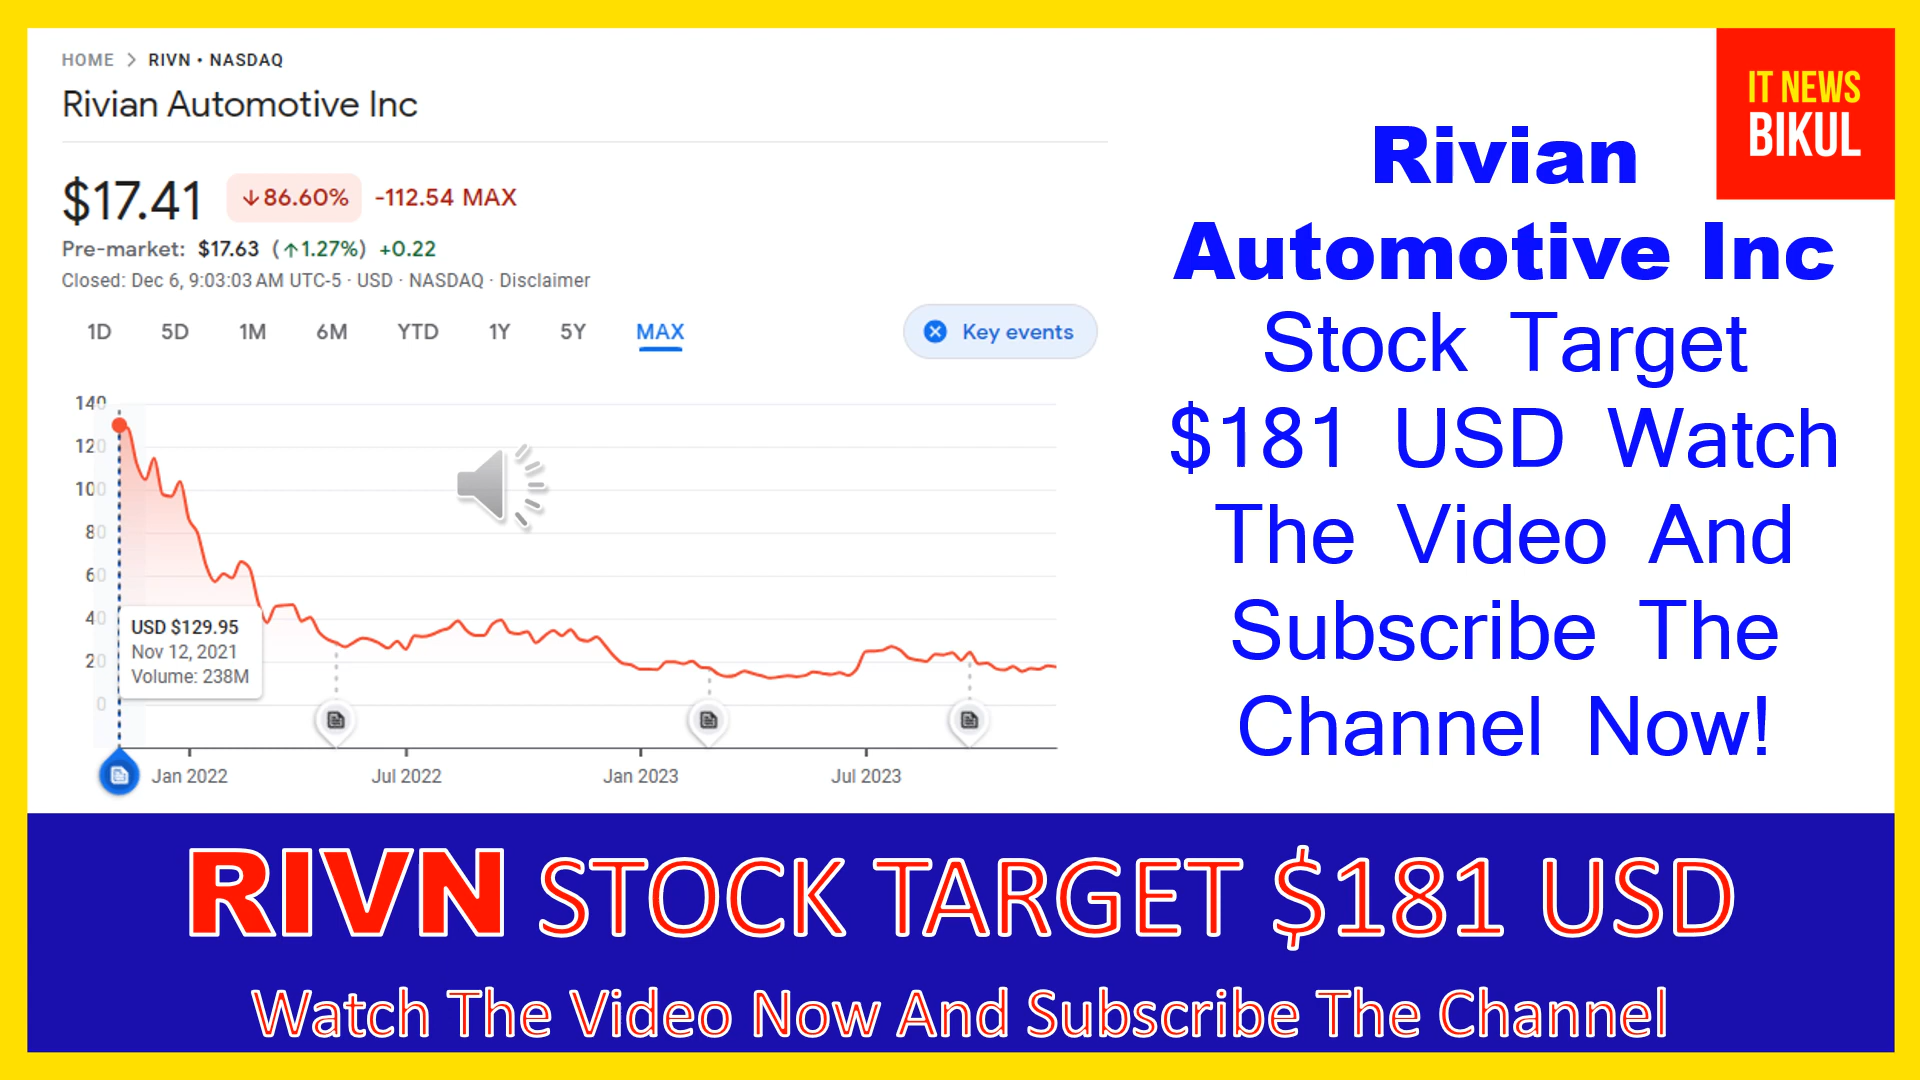 HOME > RIVN • NASDAQ
Rivian Automotive Inc
$17.41 ↓86.60% -112.54 MAX
Pre-market: $17.63 (↑1.27%) +0.22
Closed: Dec 6, 9:03:03 AM UTC-5 · USD · NASDAQ · Disclaimer
1D 5D 1M 6M YTD 1Y 5Y MAX
Key events
140
120
100
80
60
40
20
0
USD $129.95
Nov 12, 2021
Volume: 238M
Jan 2022 Jul 2022 Jan 2023 Jul 2023
IT NEWS
BIKUL
Rivian
Automotive Inc
Stock Target
$181 USD Watch
The Video And
Subscribe The
Channel Now!
RIVN STOCK TARGET $181 USD
Watch The Video Now And Subscribe The Channel